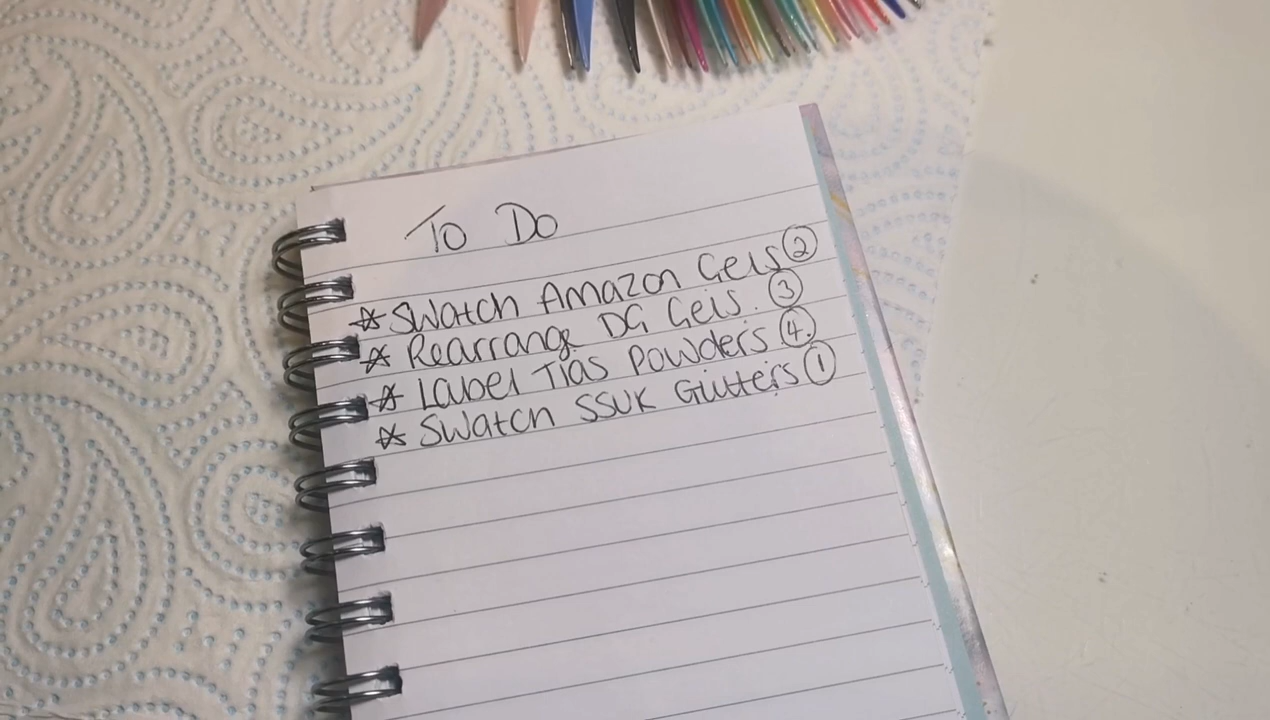 To Do
☆ Swatch Amazon Gels ②
☆ Rearrange DG Gels. ③
☆ Label Tias Powders ④.
☆ Swatch SSUK Glitters ①